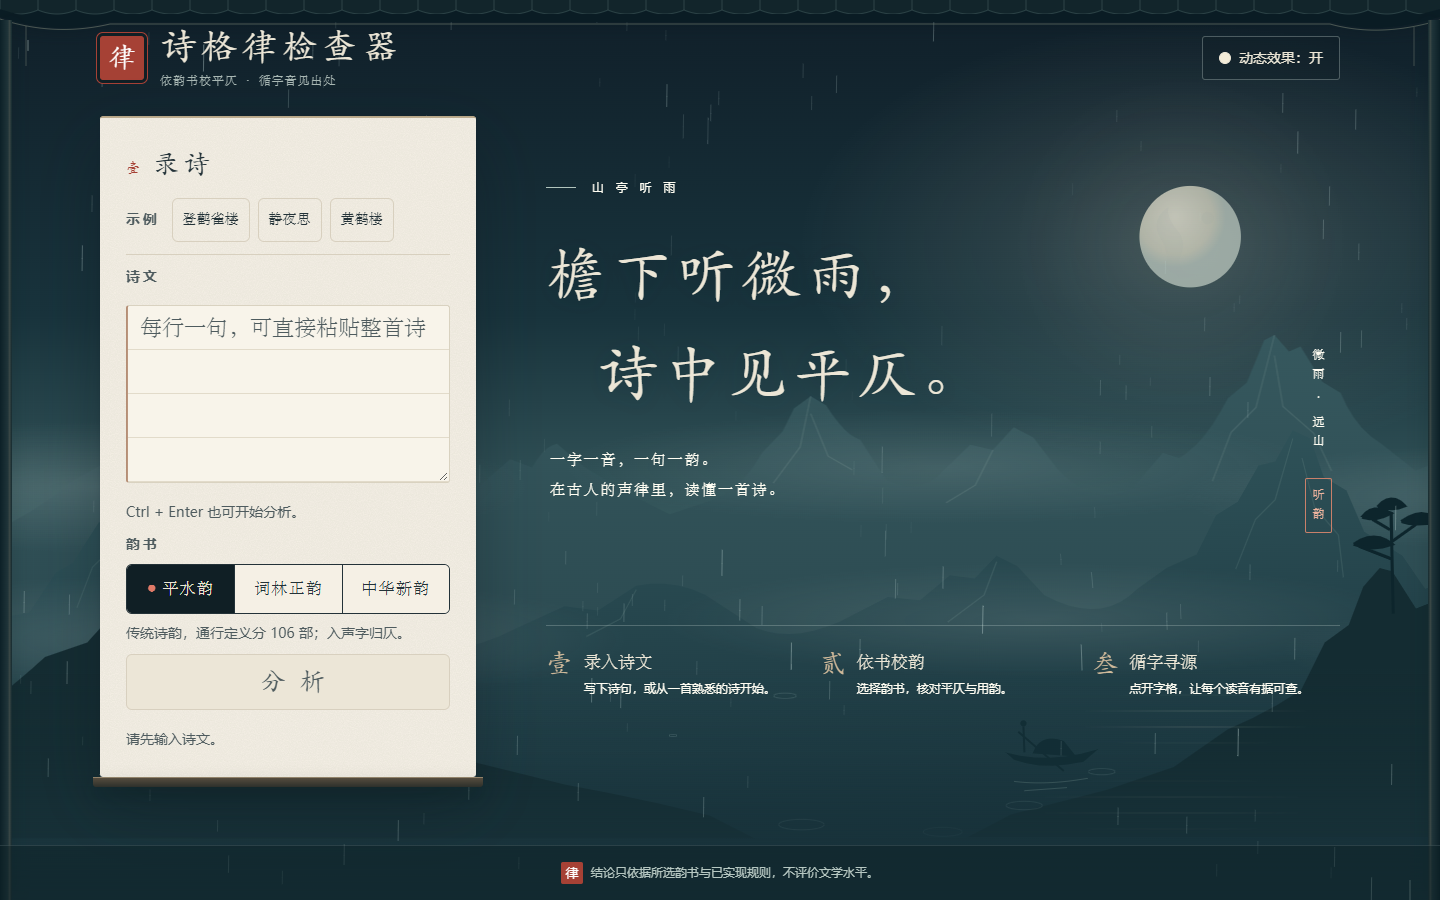 律
诗格律检查器
依韵书校平仄 · 循字音见出处
动态效果：开
壹 录诗
示例 登鹳雀楼 静夜思 黄鹤楼
诗文
每行一句，可直接粘贴整首诗
Ctrl + Enter 也可开始分析。
韵书
平水韵 词林正韵 中华新韵
传统诗韵，通行定义分 106 部；入声字归仄。
分 析
请先输入诗文。
山亭听雨
檐下听微雨，
诗中见平仄。
一字一音，一句一韵。
在古人的声律里，读懂一首诗。
微雨·远山
听韵
壹 录入诗文
写下诗句，或从一首熟悉的诗开始。
贰 依书校韵
选择韵书，核对平仄与用韵。
叁 循字寻源
点开字格，让每个读音有据可查。
律 结论只依据所选韵书与已实现规则，不评价文学水平。